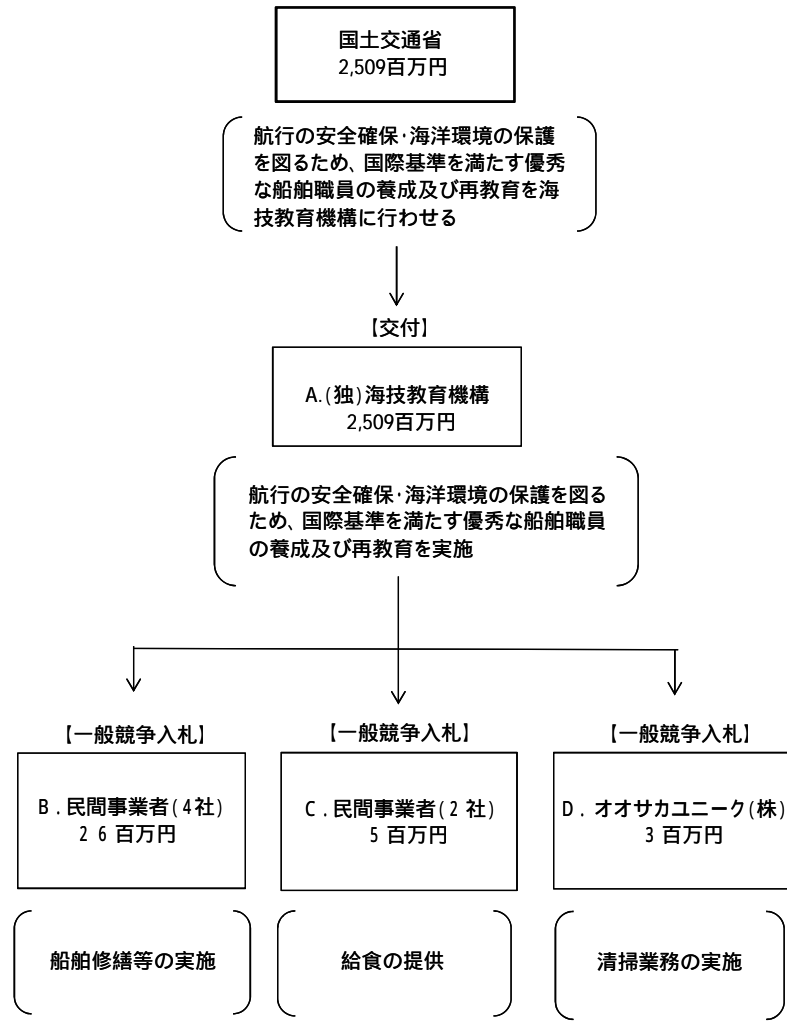 国土交通省
2,509百万円
航行の安全確保・海洋環境の保護
を図るため、国際基準を満たす優秀
な船舶職員の養成及び再教育を海
技教育機構に行わせる
【交付】
A.(独)海技教育機構
2,509百万円
航行の安全確保・海洋環境の保護を図る
ため、国際基準を満たす優秀な船舶職員
の養成及び再教育を実施
【一般競争入札】
B．民間事業者(4社)
26百万円
船舶修繕等の実施
【一般競争入札】
C．民間事業者(2社)
5百万円
給食の提供
【一般競争入札】
D．オオサカユニーク(株)
3百万円
清掃業務の実施